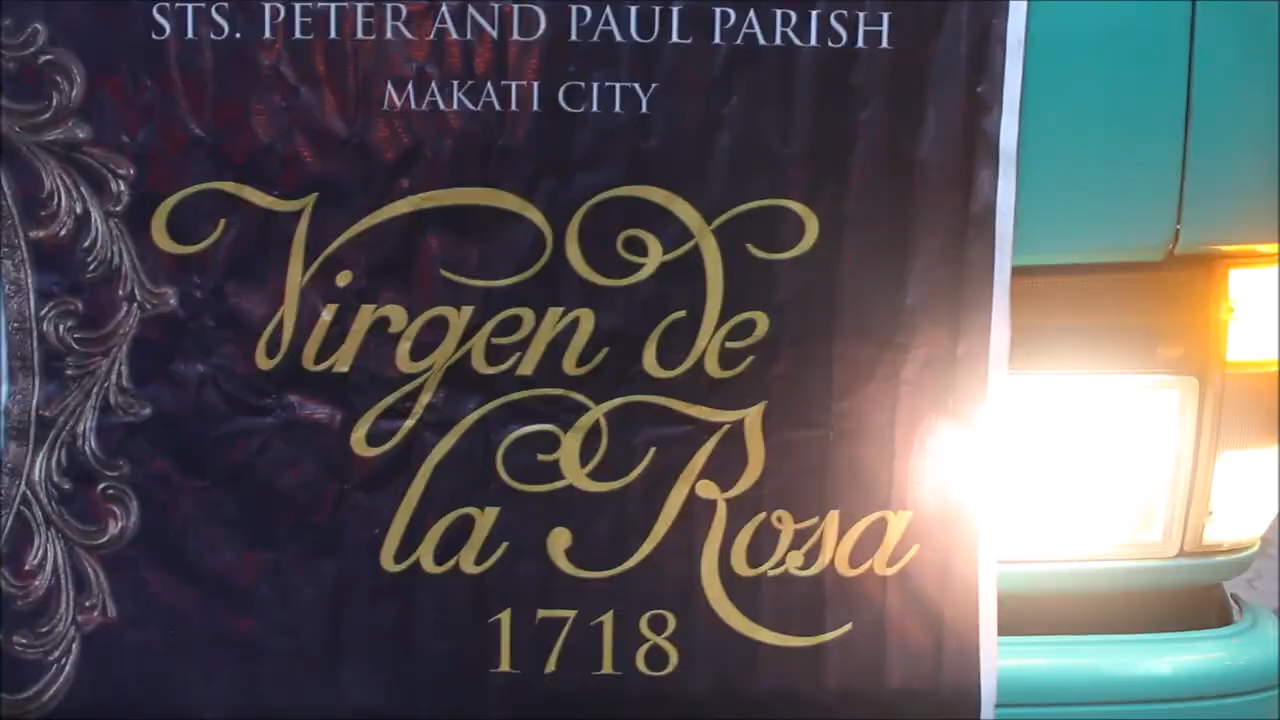 STS. PETER AND PAUL PARISH
MAKATI CITY
Virgen de
la Rosa
1718